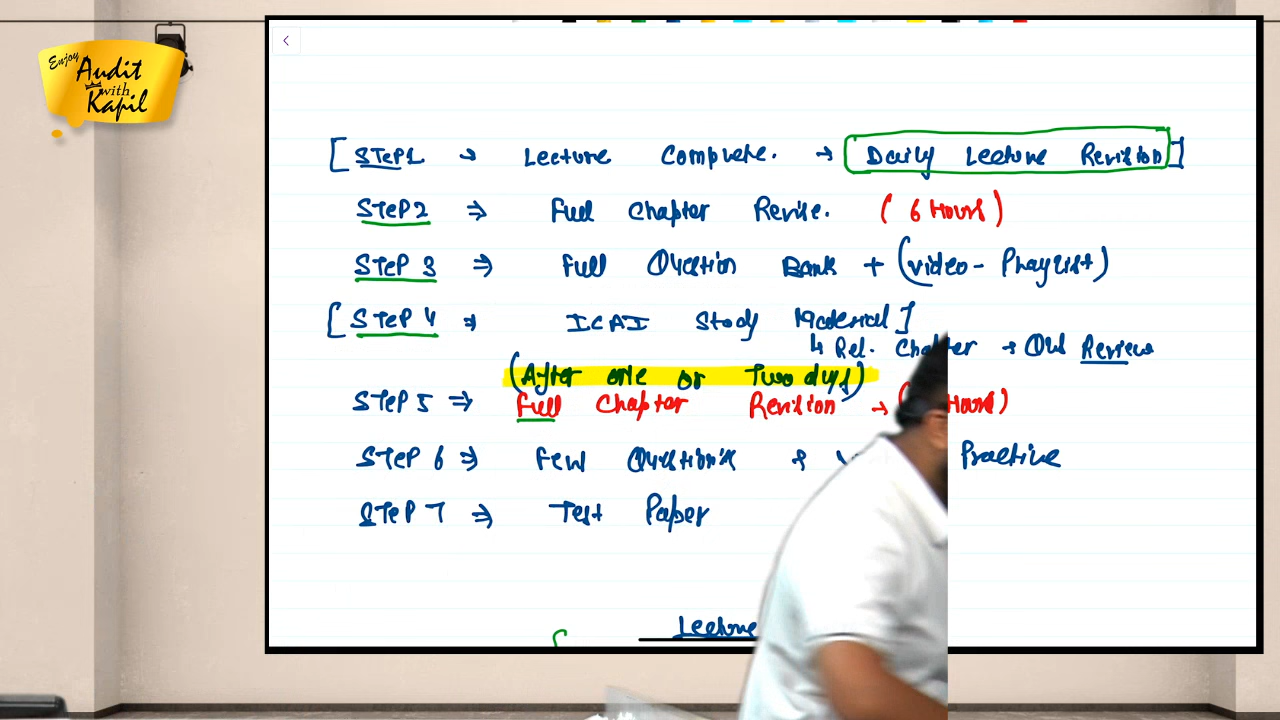 Enjoy
Audit
with
Kapil
[STeP1 → Lecture Complete. → Daily Lecture Revision]
STeP2 ⇒ Full Chapter Revise. (6 Hours)
STeP 3 ⇒ Full Question Bank + (Video - Playlist)
[STeP 4 ⇒ ICAI Study Material]
↳ Rel. Chapter → Old Review
(After one or Two days)
STeP 5 ⇒ Full Chapter Revision → ( Hours)
STeP 6 ⇒ Few Questions & Practice
STeP 7 ⇒ Test Paper
Lecture